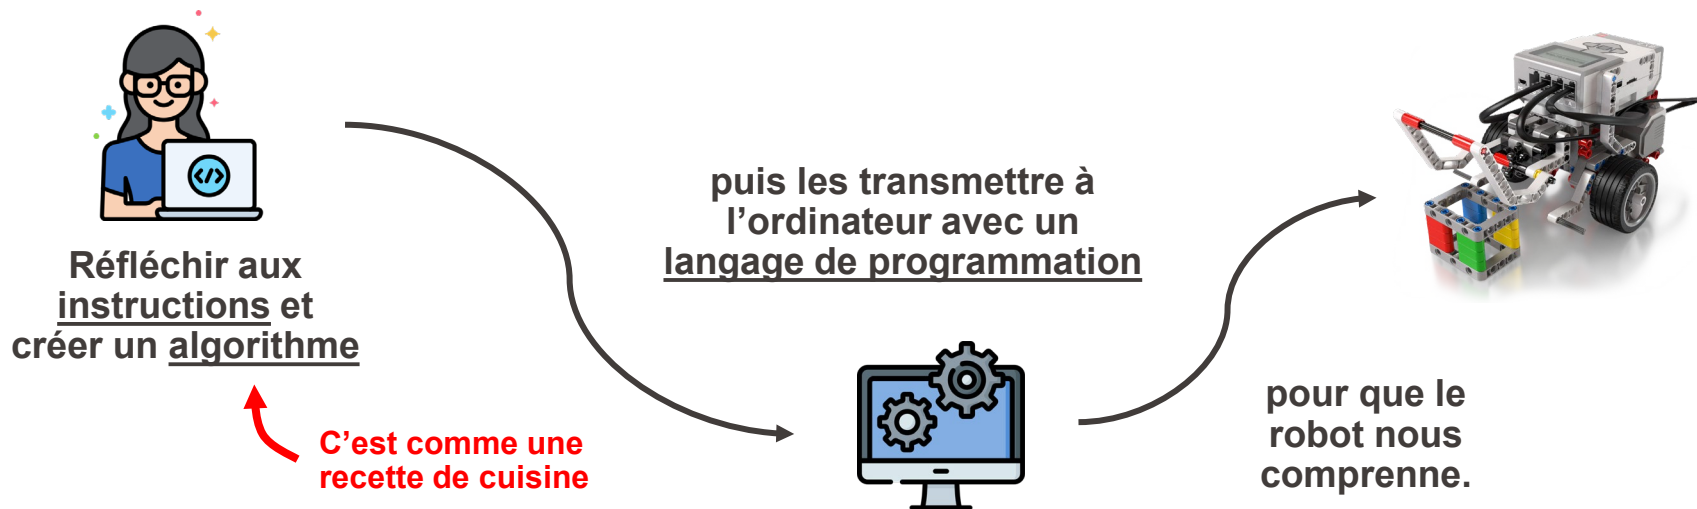 Réfléchir aux
instructions et
créer un algorithme
C’est comme une
recette de cuisine
puis les transmettre à
l’ordinateur avec un
langage de programmation
pour que le
robot nous
comprenne.